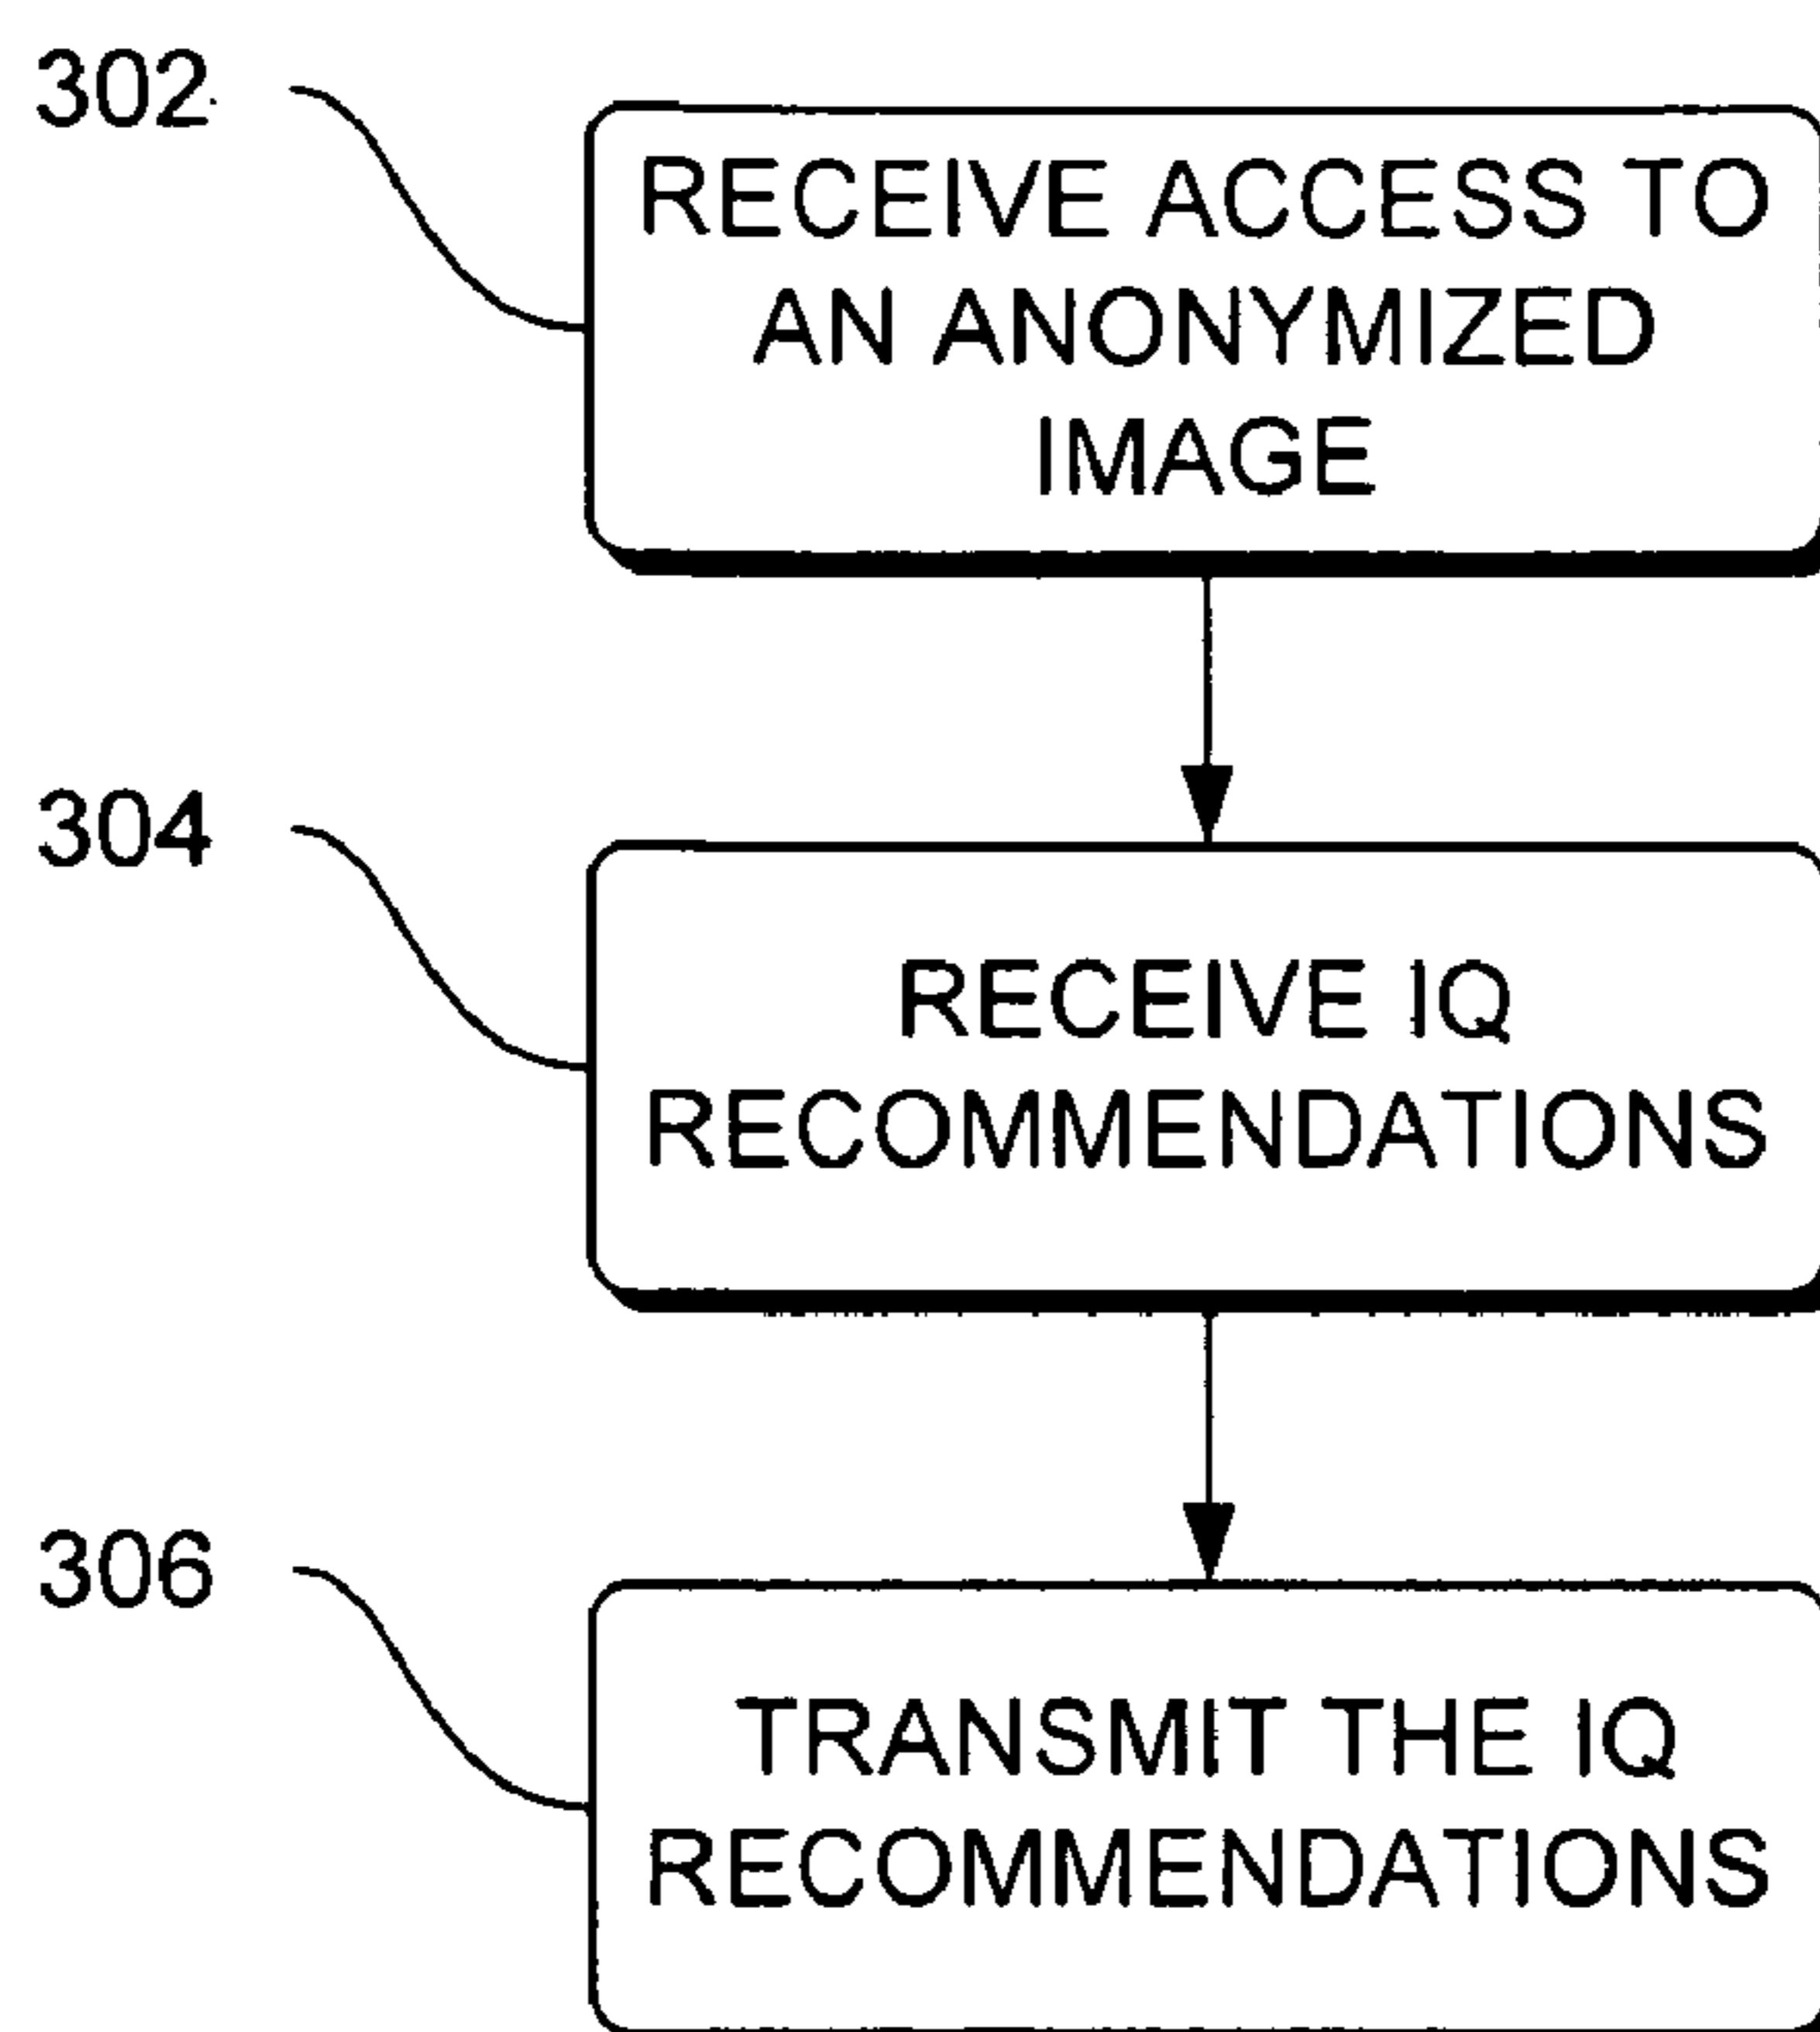 302
RECEIVE ACCESS TO
AN ANONYMIZED
IMAGE
304
RECEIVE IQ
RECOMMENDATIONS
306
TRANSMIT THE IQ
RECOMMENDATIONS